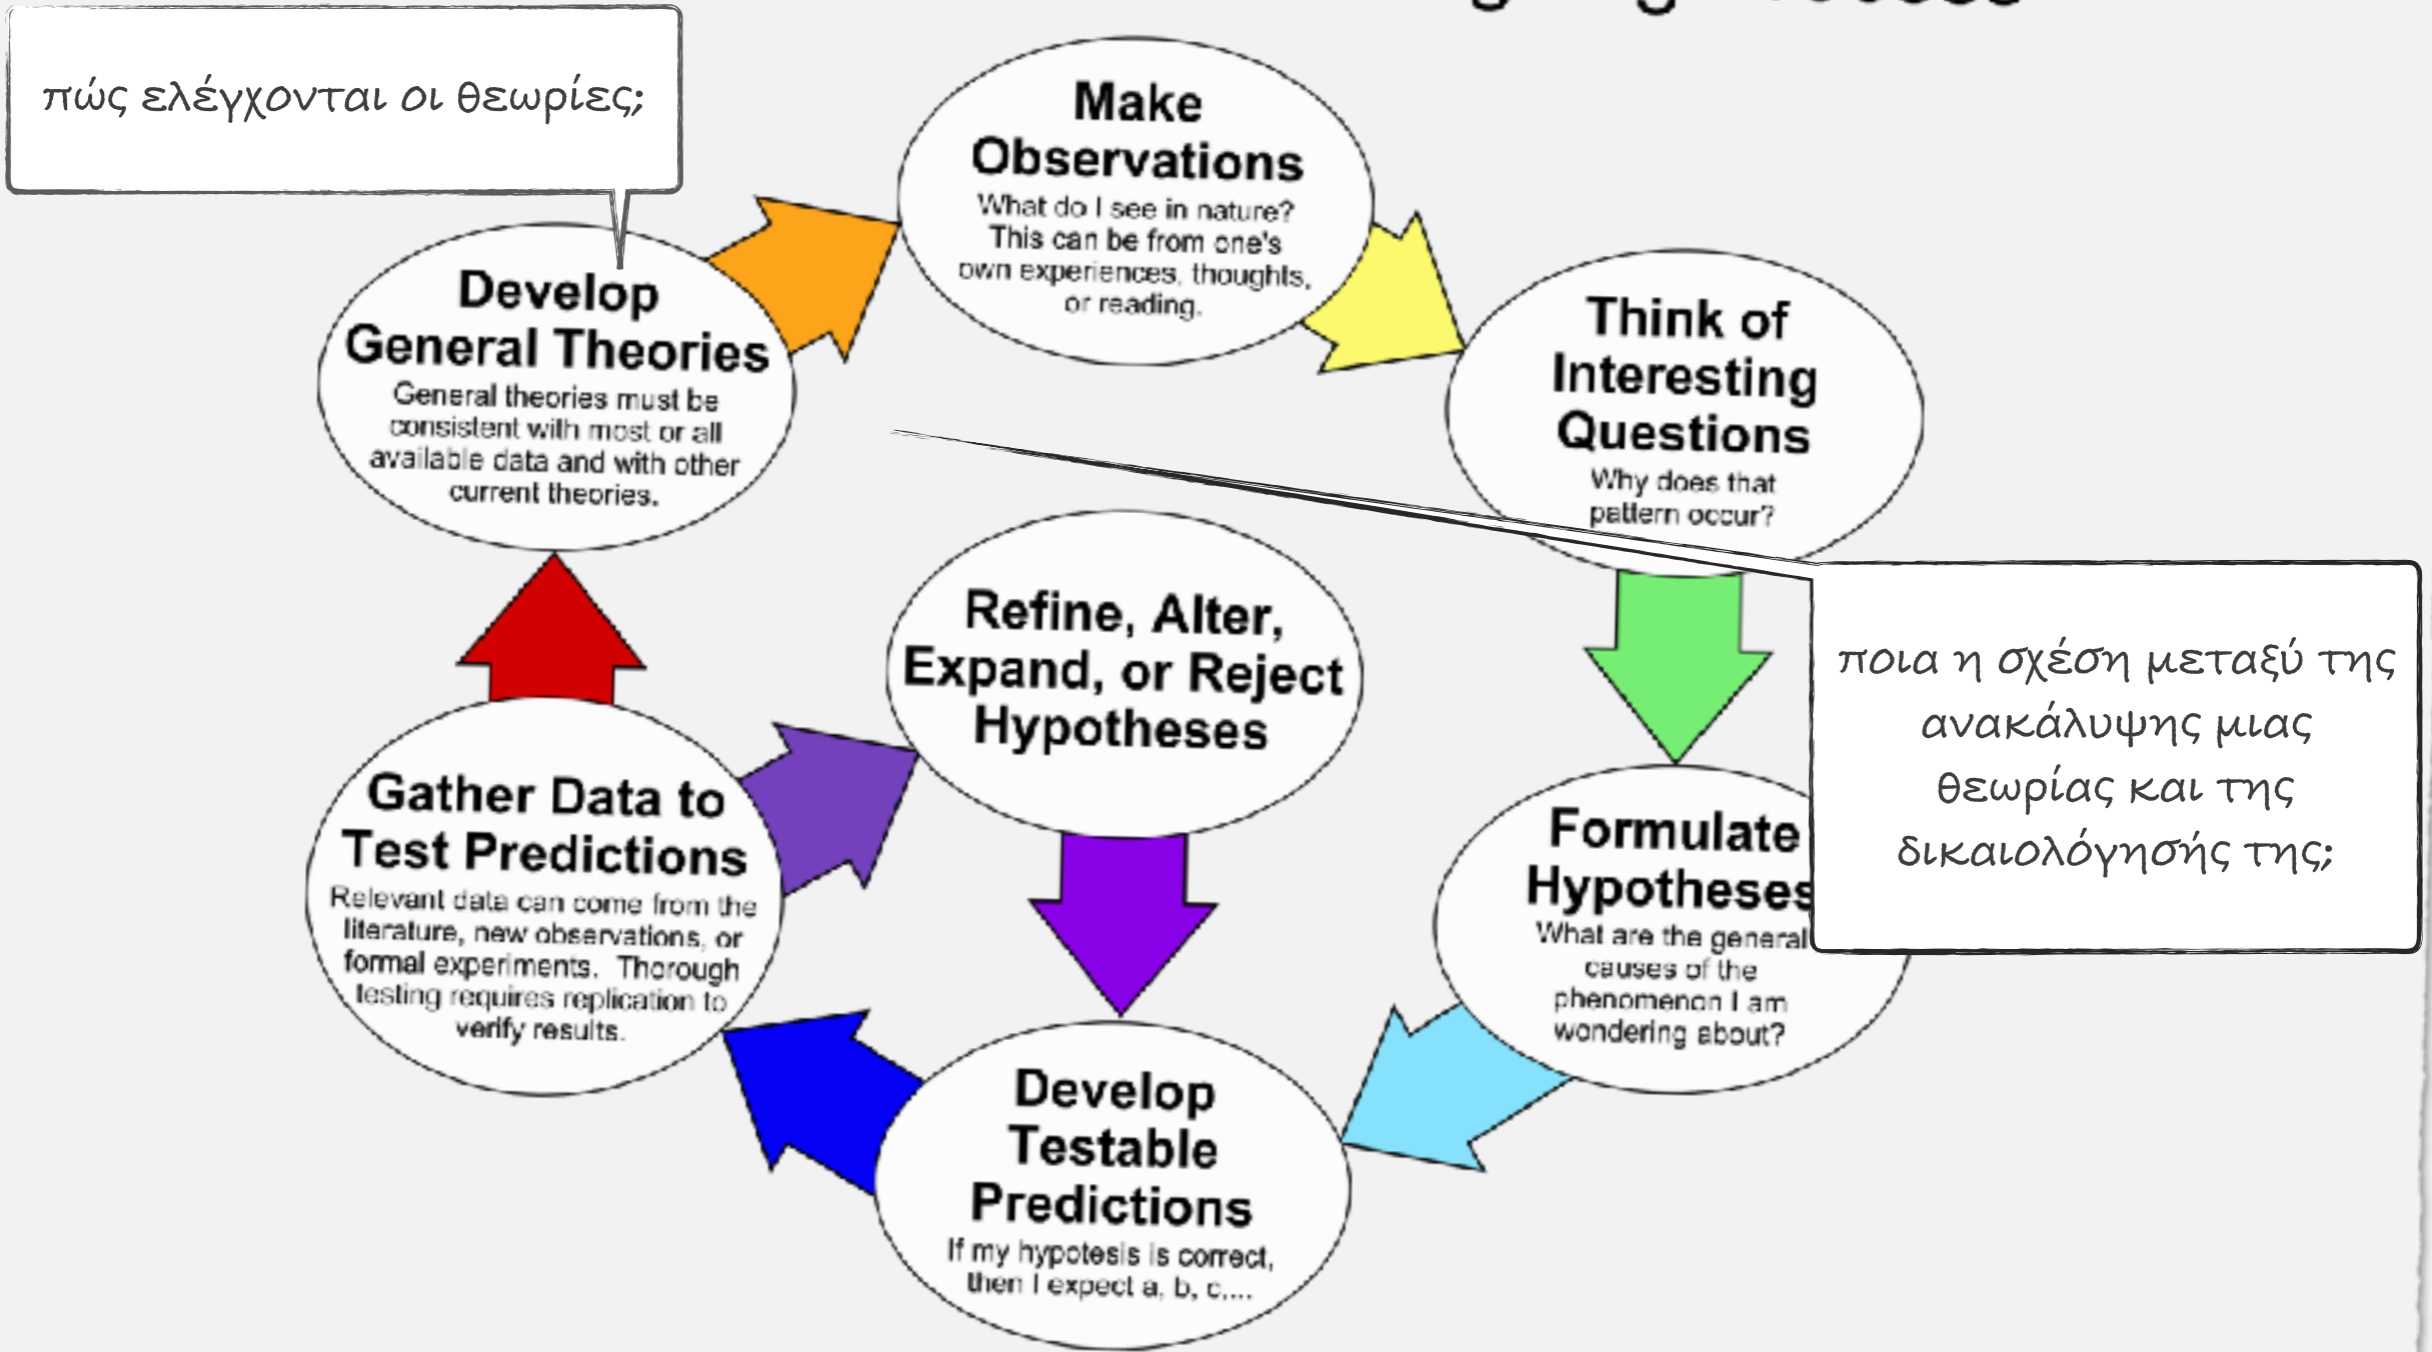 πώς ελέγχονται οι θεωρίες;
Make
Observations
What do I see in nature?
This can be from one's
own experiences, thoughts,
or reading.
Think of
Interesting
Questions
Why does that
pattern occur?
ποια η σχέση μεταξύ της
ανακάλυψης μιας
θεωρίας και της
δικαιολόγησής της;
Formulate
Hypotheses
What are the general
causes of the
phenomenon I am
wondering about?
Develop
Testable
Predictions
If my hypotesis is correct,
then I expect a, b, c,...
Gather Data to
Test Predictions
Relevant data can come from the
literature, new observations, or
formal experiments. Thorough
testing requires replication to
verify results.
Refine, Alter,
Expand, or Reject
Hypotheses
Develop
General Theories
General theories must be
consistent with most or all
available data and with other
current theories.